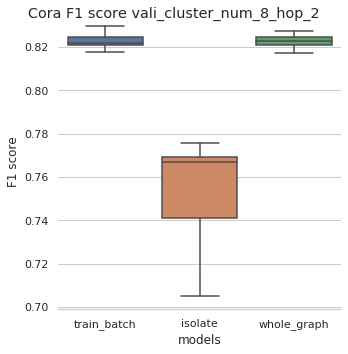 Cora F1 score vali_cluster_num_8_hop_2
0.82
0.80
0.78
0.76
0.74
0.72
0.70
F1 score
train_batch
isolate
whole_graph
models